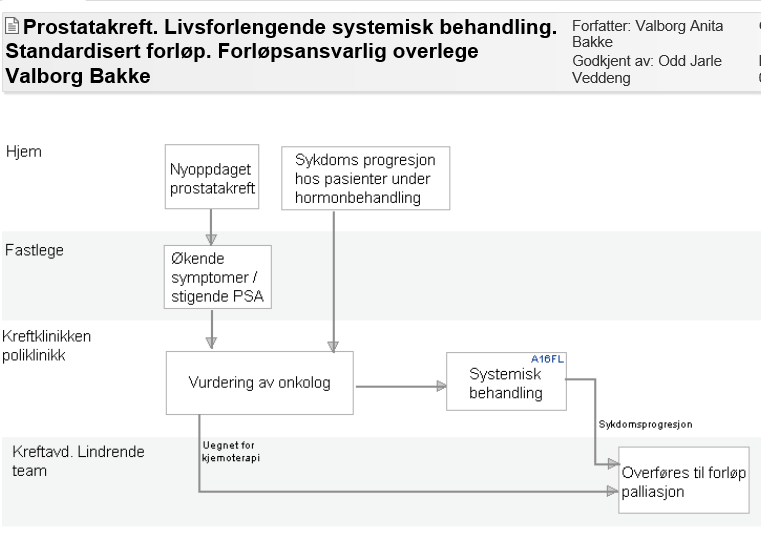 Prostatakreft. Livsforlengende systemisk behandling.
Standardisert forløp. Forløpsansvarlig overlege
Valborg Bakke
Forfatter: Valborg Anita
Bakke
Godkjent av: Odd Jarle
Veddeng
Hjem
Nyoppdaget
prostatakreft
Sykdoms progresjon
hos pasienter under
hormonbehandling
Fastlege
Økende
symptomer /
stigende PSA
Kreftklinikken
poliklinikk
Vurdering av onkolog
A16FL
Systemisk
behandling
Sykdomsprogresjon
Uegnet for
kjemoterapi
Kreftavd. Lindrende
team
Overføres til forløp
palliasjon